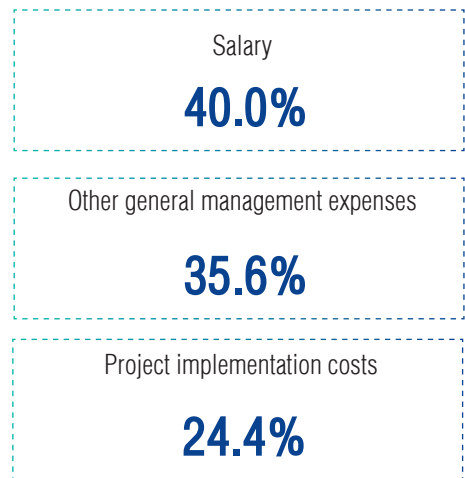 Salary
40.0%
Other general management expenses
35.6%
Project implementation costs
24.4%